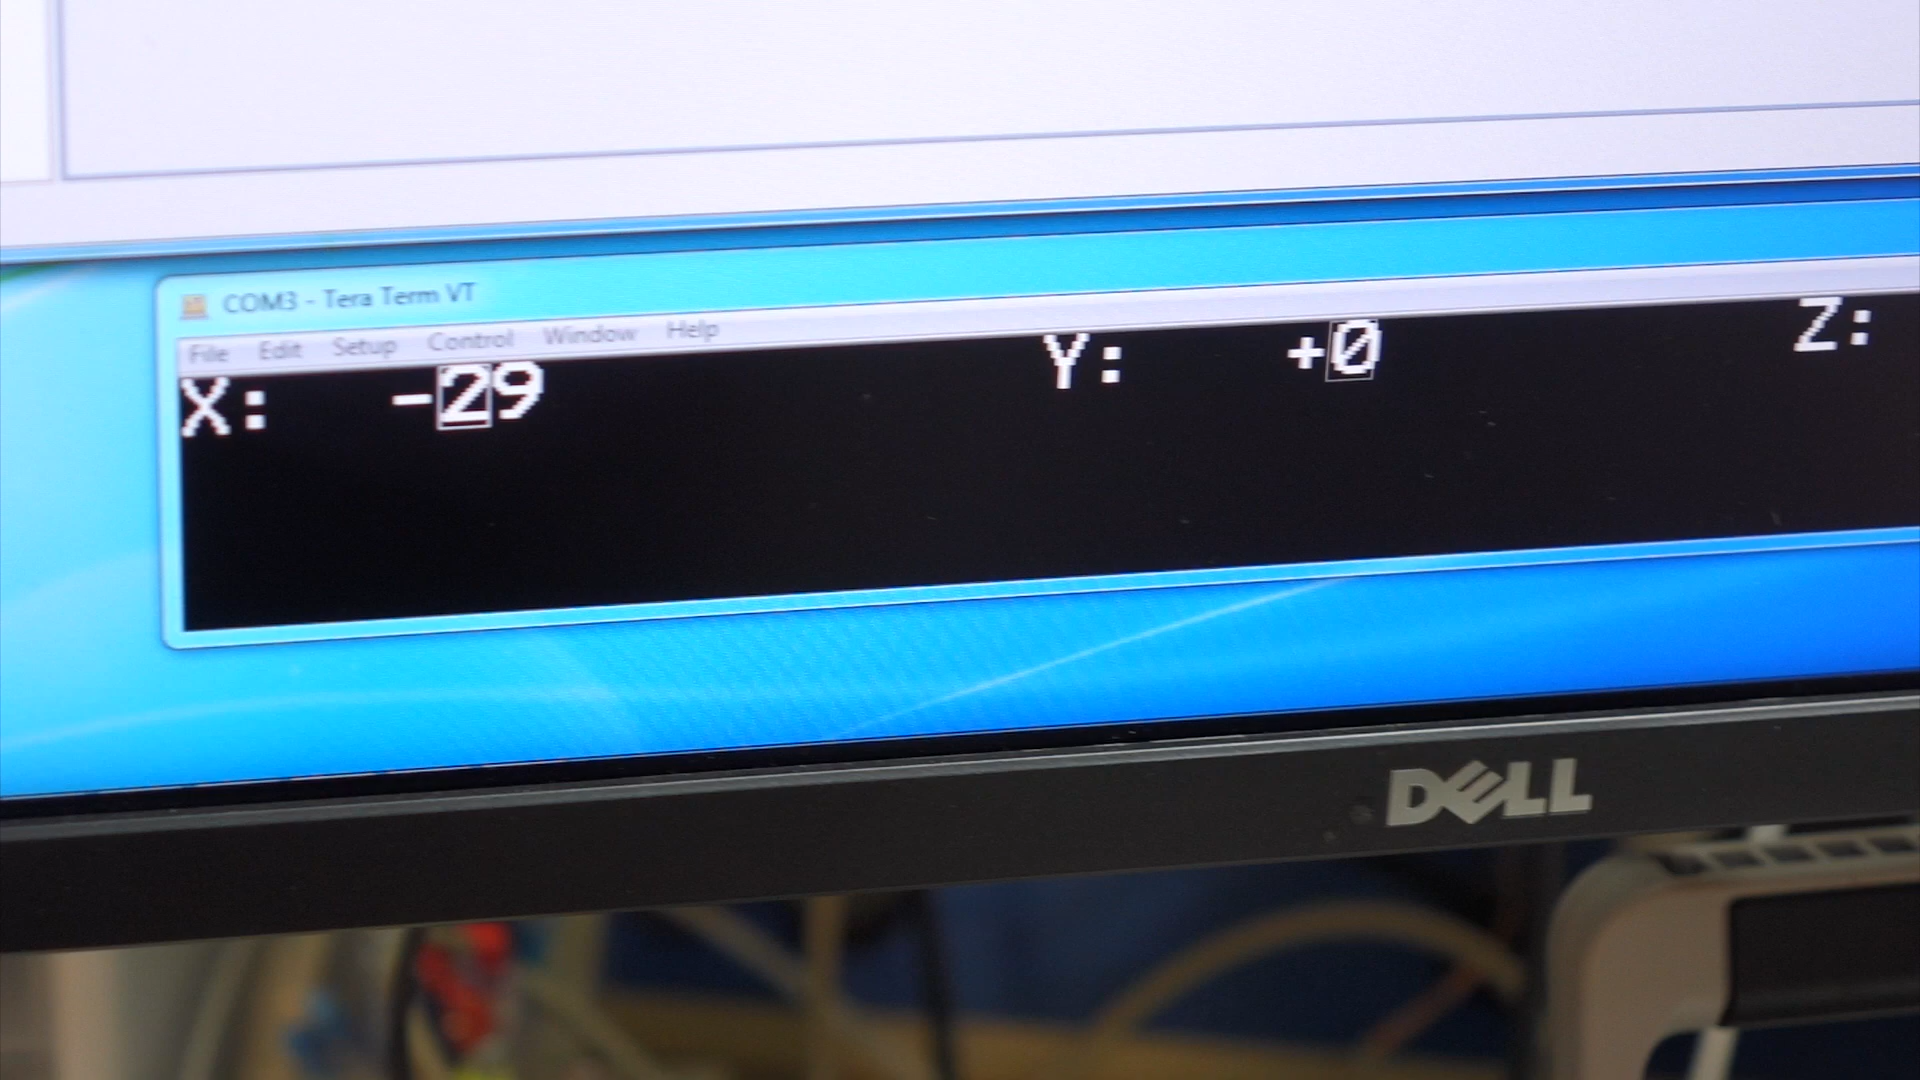 COM3 - Tera Term VT
File Edit Setup Control Window Help
X: -29 Y: +0 Z:
DELL